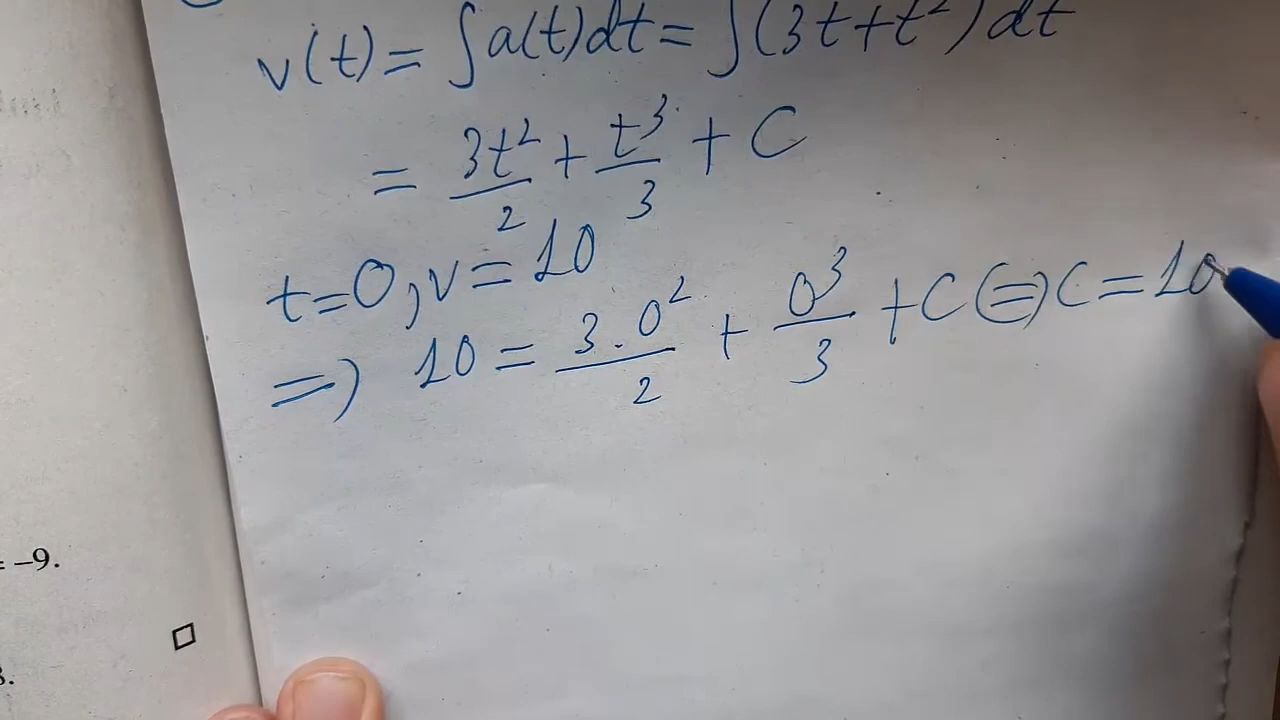 v(t) = ∫a(t)dt = ∫(3t+t²)dt
= 3t²/2 + t³/3 + C
t=0, v=10
=> 10 = 3.0²/2 + 0³/3 + C <=> C = 10
= -9.